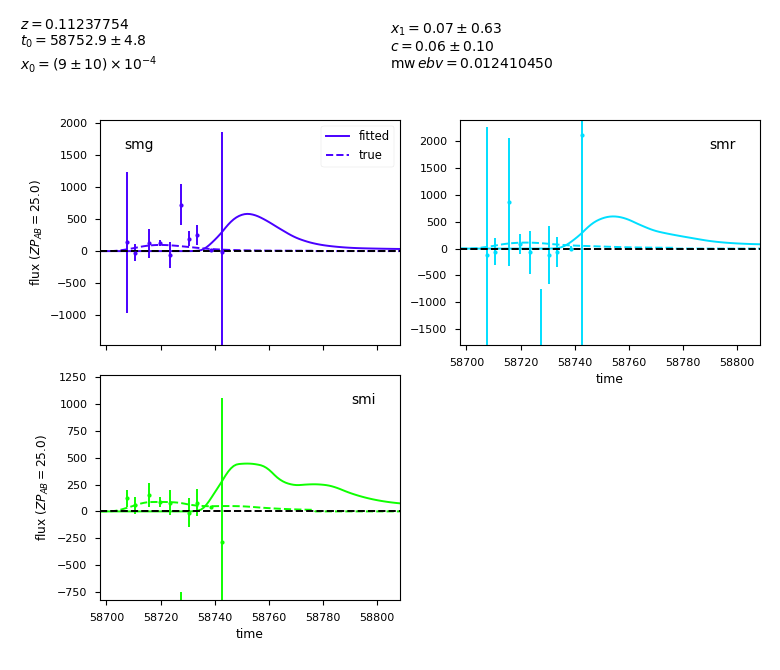 z = 0.11237754
t₀ = 58752.9 ± 4.8
x₀ = (9 ± 10) × 10⁻⁴
x₁ = 0.07 ± 0.63
c = 0.06 ± 0.10
mw ebv = 0.012410450
smg
fitted
true
2000
1500
1000
500
0
−500
−1000
flux (ZP_AB = 25.0)
smr
2000
1500
1000
500
0
−500
−1000
−1500
58700 58720 58740 58760 58780 58800
time
smi
1250
1000
750
500
250
0
−250
−500
−750
flux (ZP_AB = 25.0)
58700 58720 58740 58760 58780 58800
time